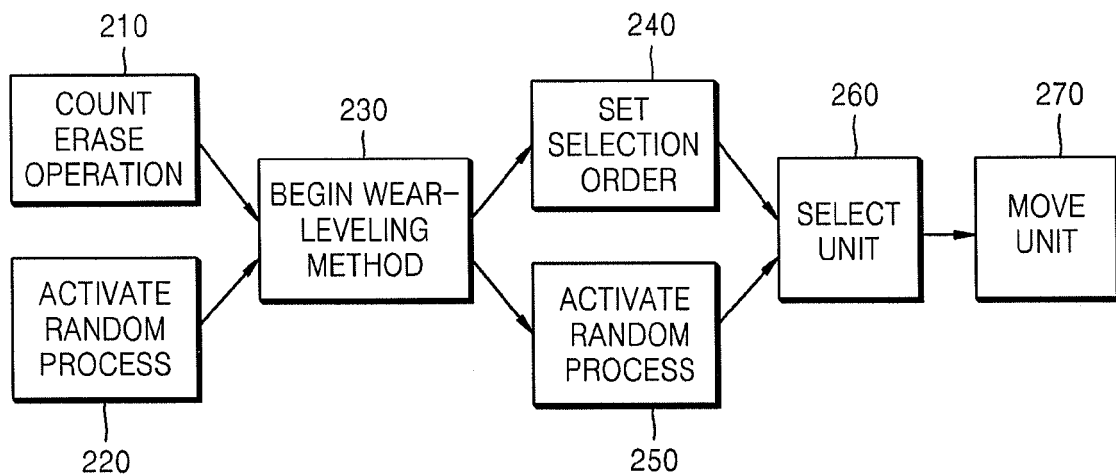 210
COUNT
ERASE
OPERATION
220
ACTIVATE
RANDOM
PROCESS
230
BEGIN WEAR-
LEVELING
METHOD
240
SET
SELECTION
ORDER
250
ACTIVATE
RANDOM
PROCESS
260
SELECT
UNIT
270
MOVE
UNIT